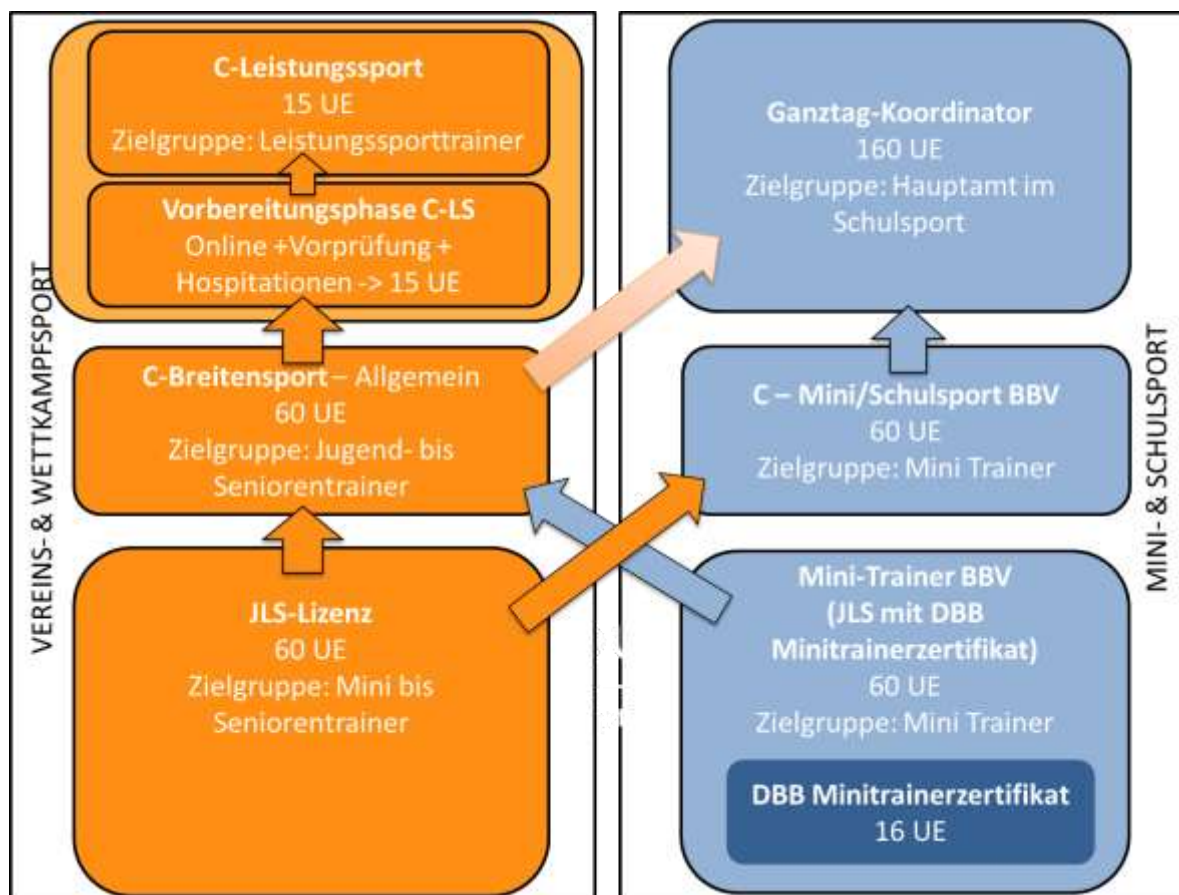 VEREINS- & WETTKAMPFSPORT
C-Leistungssport
15 UE
Zielgruppe: Leistungssporttrainer
Vorbereitungsphase C-LS
Online +Vorprüfung +
Hospitationen -> 15 UE
C-Breitensport – Allgemein
60 UE
Zielgruppe: Jugend- bis
Seniorentrainer
JLS-Lizenz
60 UE
Zielgruppe: Mini bis
Seniorentrainer
Ganztag-Koordinator
160 UE
Zielgruppe: Hauptamt im
Schulsport
C – Mini/Schulsport BBV
60 UE
Zielgruppe: Mini Trainer
Mini-Trainer BBV
(JLS mit DBB
Minitrainerzertifikat)
60 UE
Zielgruppe: Mini Trainer
DBB Minitrainerzertifikat
16 UE
MINI- & SCHULSPORT